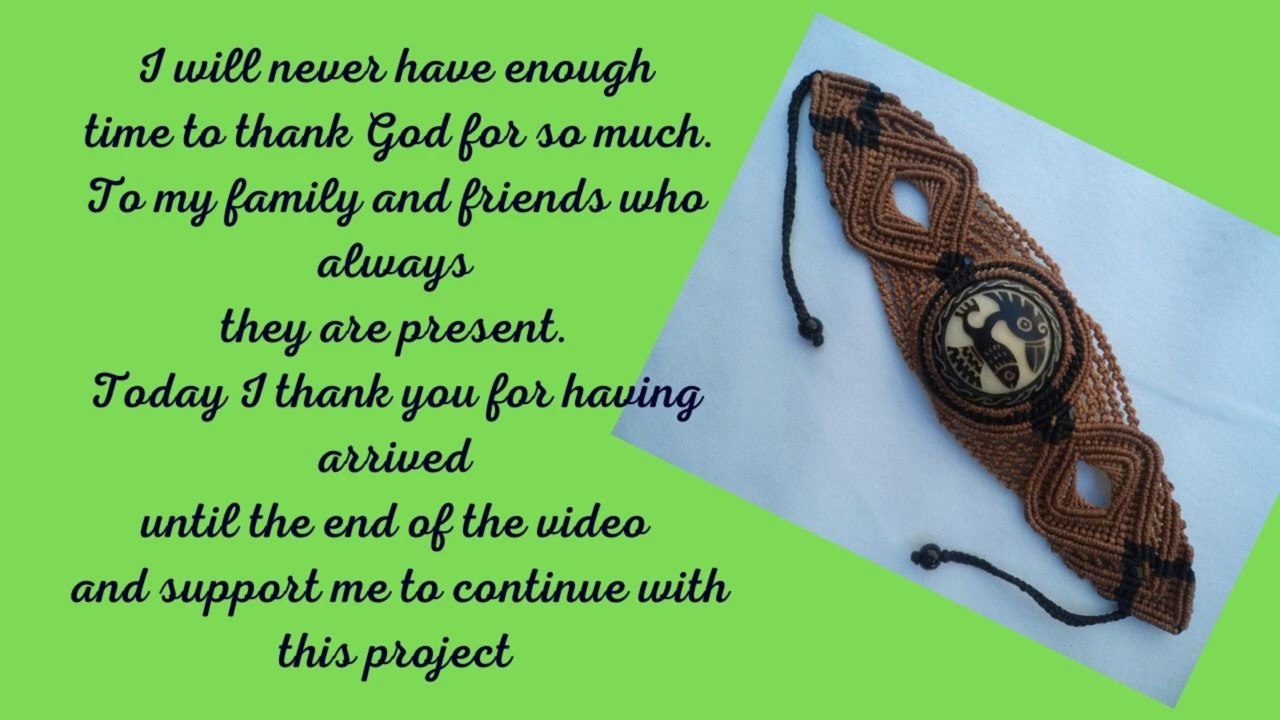 I will never have enough
time to thank God for so much.
To my family and friends who
always
they are present.
Today I thank you for having
arrived
until the end of the video
and support me to continue with
this project